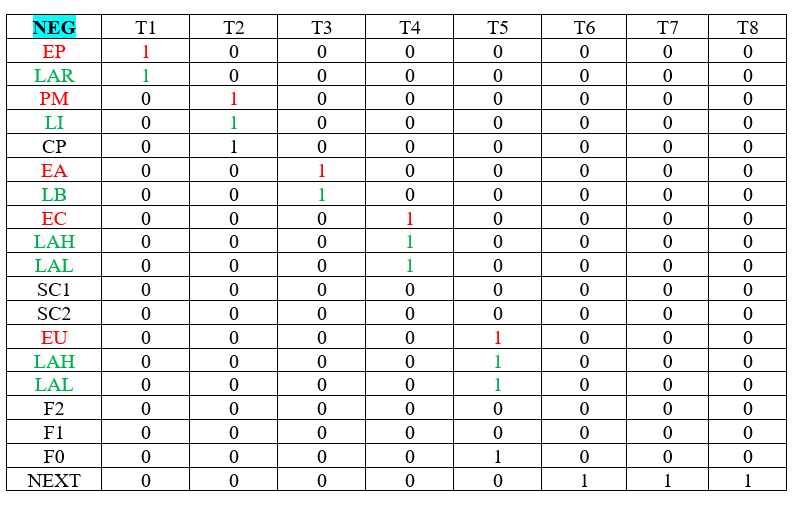 NEG T1 T2 T3 T4 T5 T6 T7 T8
EP 1 0 0 0 0 0 0 0
LAR 1 0 0 0 0 0 0 0
PM 0 1 0 0 0 0 0 0
LI 0 1 0 0 0 0 0 0
CP 0 1 0 0 0 0 0 0
EA 0 0 1 0 0 0 0 0
LB 0 0 1 0 0 0 0 0
EC 0 0 0 1 0 0 0 0
LAH 0 0 0 1 0 0 0 0
LAL 0 0 0 1 0 0 0 0
SC1 0 0 0 0 0 0 0 0
SC2 0 0 0 0 0 0 0 0
EU 0 0 0 0 1 0 0 0
LAH 0 0 0 0 1 0 0 0
LAL 0 0 0 0 1 0 0 0
F2 0 0 0 0 0 0 0 0
F1 0 0 0 0 0 0 0 0
F0 0 0 0 0 1 0 0 0
NEXT 0 0 0 0 0 1 1 1